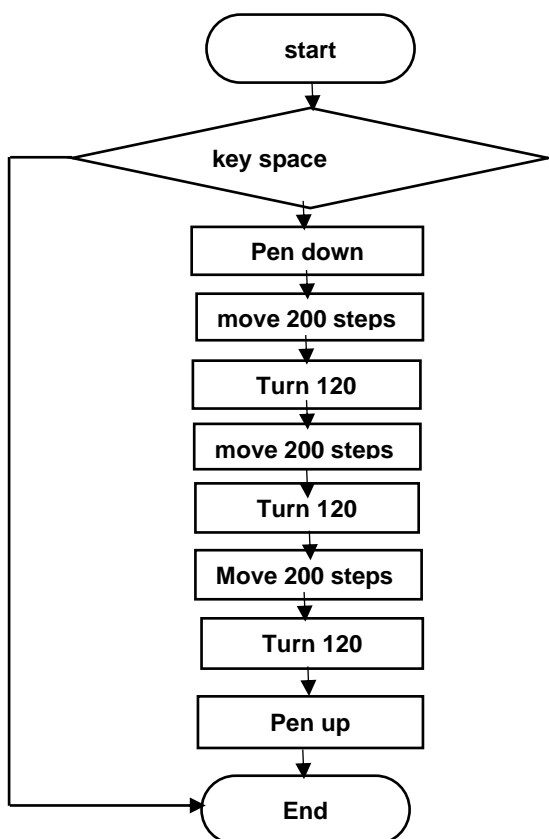 start
key space
Pen down
move 200 steps
Turn 120
move 200 steps
Turn 120
Move 200 steps
Turn 120
Pen up
End